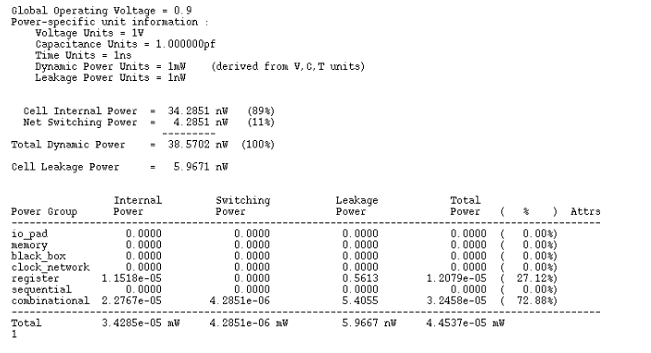 Global Operating Voltage = 0.9
Power-specific unit information :
Voltage Units = 1V
Capacitance Units = 1.000000pf
Time Units = 1ns
Dynamic Power Units = 1mW (derived from V,C,T units)
Leakage Power Units = 1nW
Cell Internal Power = 34.2851 nW (89%)
Net Switching Power = 4.2851 nW (11%)
---------
Total Dynamic Power = 38.5702 nW (100%)
Cell Leakage Power = 5.9671 nW
Internal Switching Leakage Total
Power Group Power Power Power Power ( % ) Attrs
--------------------------------------------------------------------------------
io_pad 0.0000 0.0000 0.0000 0.0000 ( 0.00%)
memory 0.0000 0.0000 0.0000 0.0000 ( 0.00%)
black_box 0.0000 0.0000 0.0000 0.0000 ( 0.00%)
clock_network 0.0000 0.0000 0.0000 0.0000 ( 0.00%)
register 1.1518e-05 0.0000 0.5613 1.2079e-05 ( 27.12%)
sequential 0.0000 0.0000 0.0000 0.0000 ( 0.00%)
combinational 2.2767e-05 4.2851e-06 5.4055 3.2458e-05 ( 72.88%)
--------------------------------------------------------------------------------
Total 3.4285e-05 mW 4.2851e-06 mW 5.9667 nW 4.4537e-05 mW
1